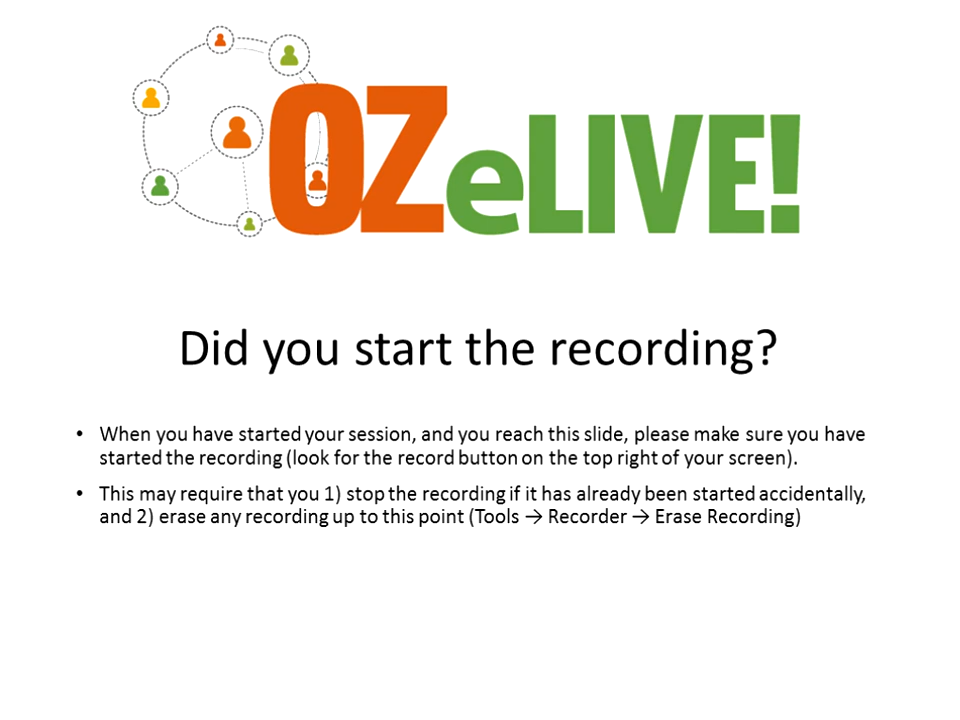 OZeLIVE!
Did you start the recording?
• When you have started your session, and you reach this slide, please make sure you have
started the recording (look for the record button on the top right of your screen).
• This may require that you 1) stop the recording if it has already been started accidentally,
and 2) erase any recording up to this point (Tools → Recorder → Erase Recording)